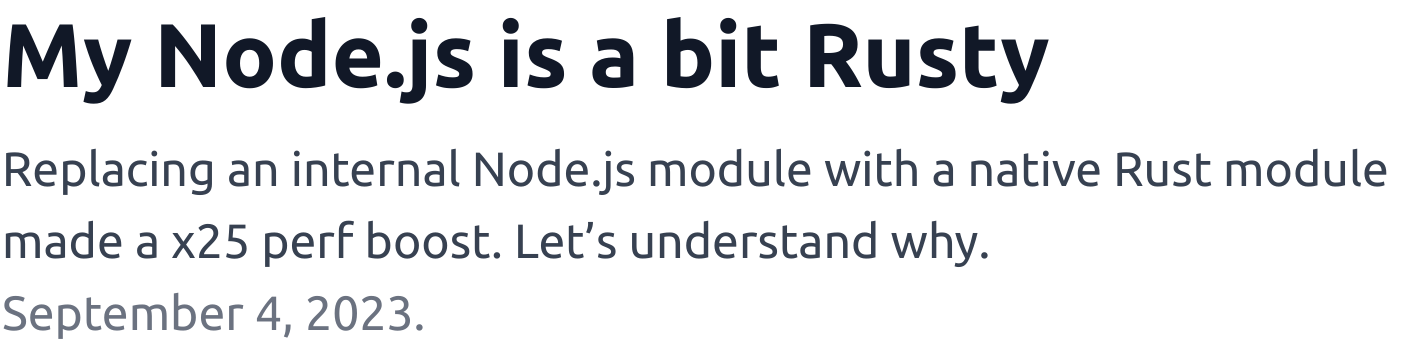 My Node.js is a bit Rusty
Replacing an internal Node.js module with a native Rust module
made a x25 perf boost. Let’s understand why.
September 4, 2023.